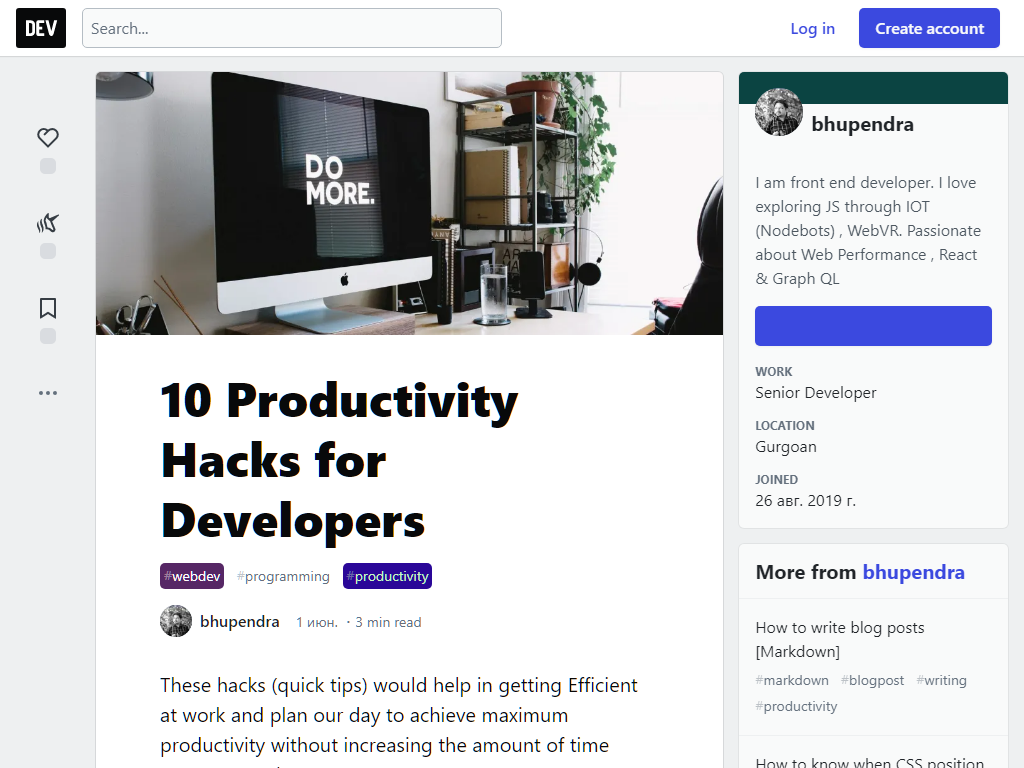 DEV
Search...
Log in
Create account
DO
MORE.
bhupendra
I am front end developer. I love
exploring JS through IOT
(Nodebots) , WebVR. Passionate
about Web Performance , React
& Graph QL
WORK
Senior Developer
LOCATION
Gurgoan
JOINED
26 авг. 2019 г.
10 Productivity
Hacks for
Developers
#webdev #programming #productivity
bhupendra 1 июн. ・3 min read
These hacks (quick tips) would help in getting Efficient
at work and plan our day to achieve maximum
productivity without increasing the amount of time
More from bhupendra
How to write blog posts
[Markdown]
#markdown #blogpost #writing
#productivity
How to know when CSS position